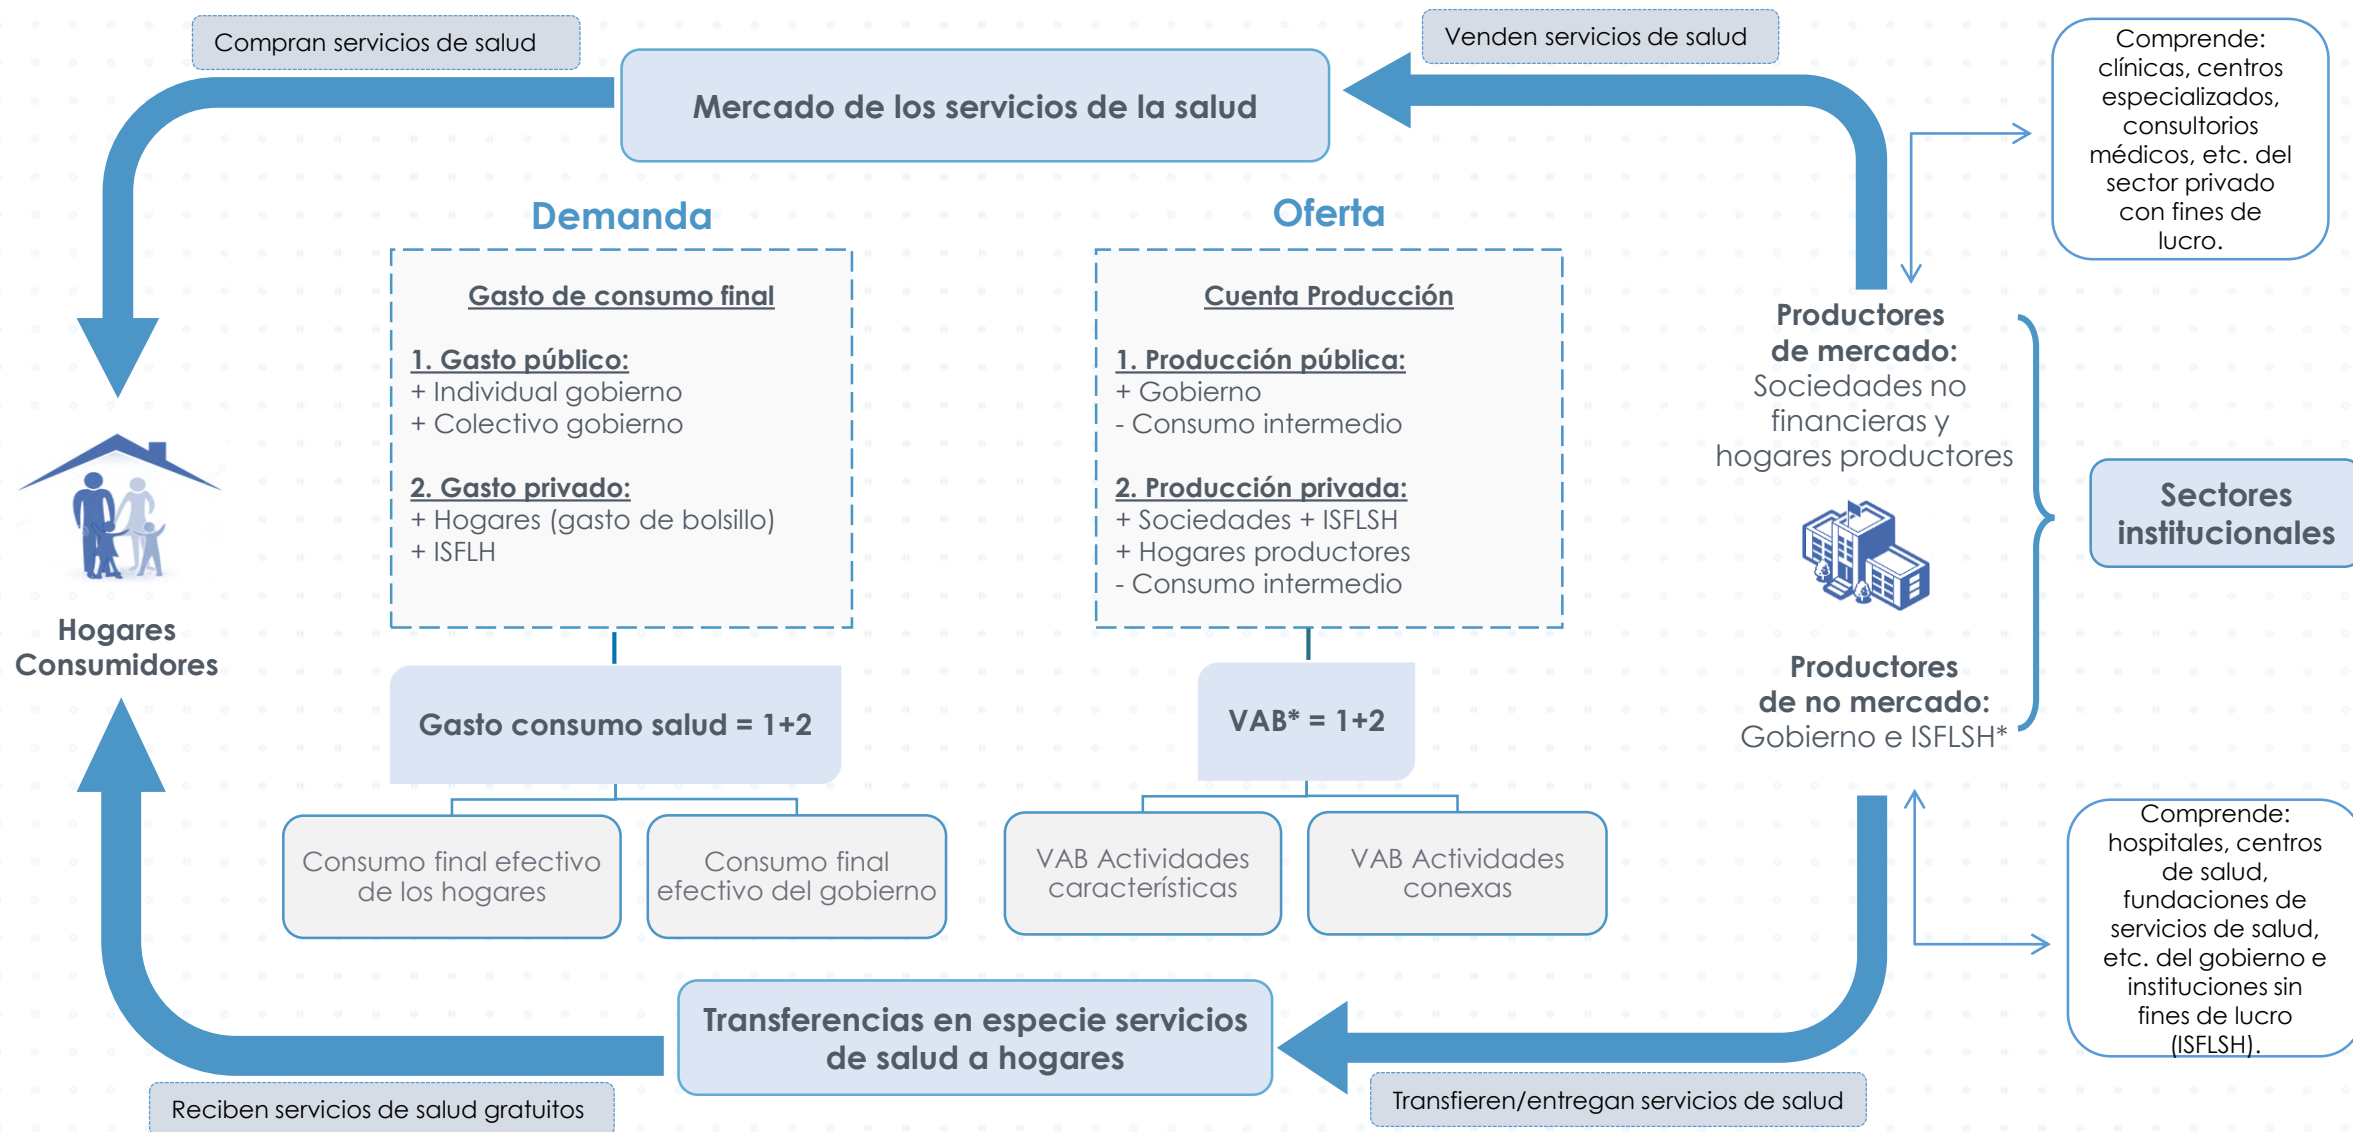 Compran servicios de salud
Venden servicios de salud
Mercado de los servicios de la salud
Comprende:
clínicas, centros
especializados,
consultorios
médicos, etc. del
sector privado
con fines de
lucro.
Demanda
Gasto de consumo final
1. Gasto público:
+ Individual gobierno
+ Colectivo gobierno
2. Gasto privado:
+ Hogares (gasto de bolsillo)
+ ISFLH
Gasto consumo salud = 1+2
Consumo final efectivo
de los hogares
Consumo final
efectivo del gobierno
Oferta
Cuenta Producción
1. Producción pública:
+ Gobierno
- Consumo intermedio
2. Producción privada:
+ Sociedades + ISFLSH
+ Hogares productores
- Consumo intermedio
VAB* = 1+2
VAB Actividades
características
VAB Actividades
conexas
Hogares
Consumidores
Productores
de mercado:
Sociedades no
financieras y
hogares productores
Productores
de no mercado:
Gobierno e ISFLSH*
Sectores
institucionales
Comprende:
hospitales, centros
de salud,
fundaciones de
servicios de salud,
etc. del gobierno e
instituciones sin
fines de lucro
(ISFLSH).
Transferencias en especie servicios
de salud a hogares
Reciben servicios de salud gratuitos
Transfieren/entregan servicios de salud